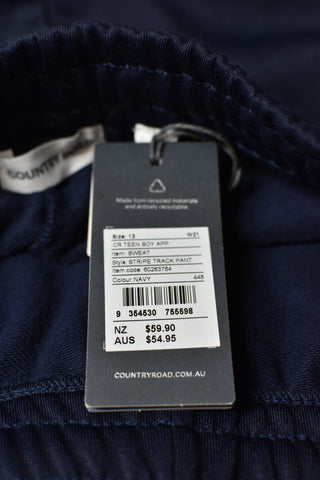 COUNTRY ROAD
Made from recycled materials
and entirely recyclable.
Size: 12 W21
CR TEEN BOY APP
Item: SWEAT
Style: STRIPE TRACK PANT
Item code: 60263764
Colour: NAVY 448
9 354530 755598
NZ $59.90
AUS $54.95
COUNTRYROAD.COM.AU